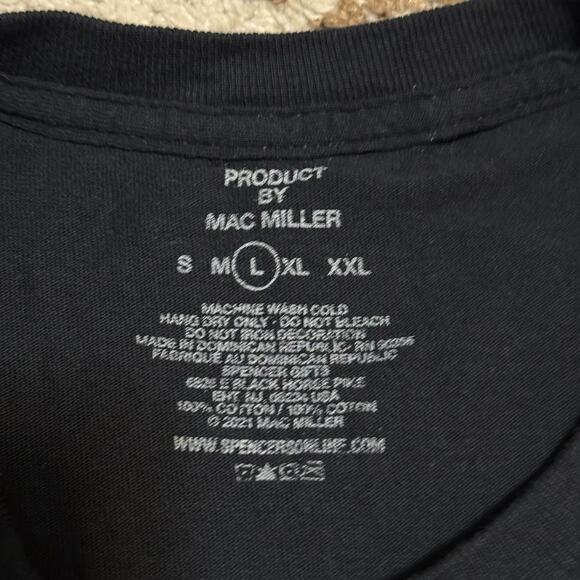 PRODUCT
BY
MAC MILLER
S M L XL XXL
MACHINE WASH COLD
HANG DRY ONLY - DO NOT BLEACH
DO NOT IRON DECORATION
MADE IN DOMINICAN REPUBLIC- RN
FABRIQUE AU DOMINICAN REPUBLIC
SPENCER GIFTS
6826 E BLACK HORSE PIKE
EHT NJ, 08234 USA
100% COTTON / 100% COTON
© 2021 MAC MILLER
WWW.SPENCERSONLINE.COM